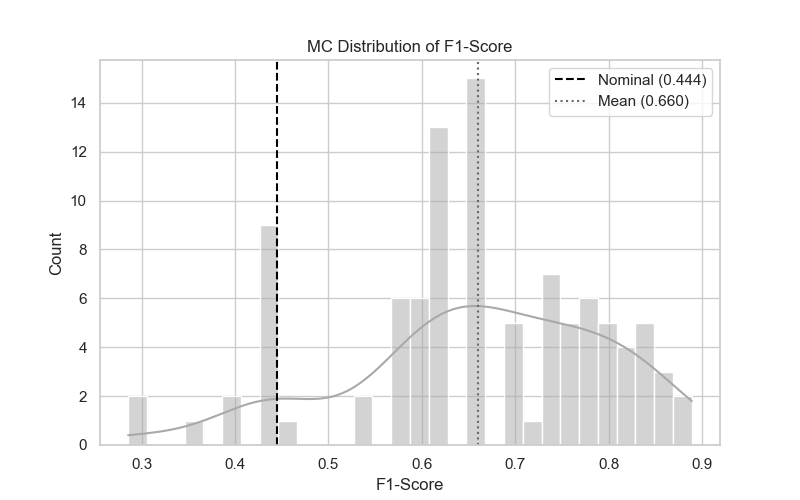 MC Distribution of F1-Score
Nominal (0.444)
Mean (0.660)
Count
14
12
10
8
6
4
2
0
0.3 0.4 0.5 0.6 0.7 0.8 0.9
F1-Score